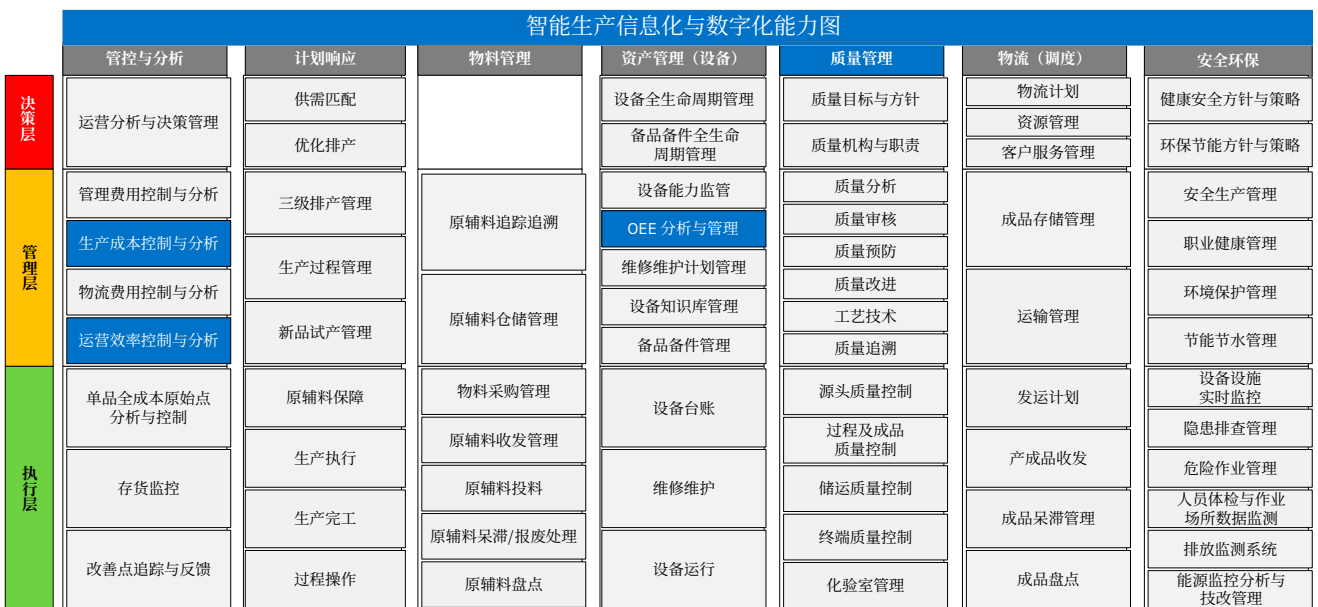 智能生产信息化与数字化能力图
管控与分析
计划响应
物料管理
资产管理（设备）
质量管理
物流（调度）
安全环保
决策层
运营分析与决策管理
供需匹配
优化排产
设备全生命周期管理
备品备件全生命
周期管理
质量目标与方针
质量机构与职责
物流计划
资源管理
客户服务管理
健康安全方针与策略
环保节能方针与策略
管理层
管理费用控制与分析
生产成本控制与分析
物流费用控制与分析
运营效率控制与分析
三级排产管理
生产过程管理
新品试产管理
原辅料追踪追溯
原辅料仓储管理
设备能力监管
OEE 分析与管理
维修维护计划管理
设备知识库管理
备品备件管理
质量分析
质量审核
质量预防
质量改进
工艺技术
质量追溯
成品存储管理
运输管理
安全生产管理
职业健康管理
环境保护管理
节能节水管理
执行层
单品全成本原始点
分析与控制
存货监控
改善点追踪与反馈
原辅料保障
生产执行
生产完工
过程操作
物料采购管理
原辅料收发管理
原辅料投料
原辅料呆滞/报废处理
原辅料盘点
设备台账
维修维护
设备运行
源头质量控制
过程及成品
质量控制
储运质量控制
终端质量控制
化验室管理
发运计划
产成品收发
成品呆滞管理
成品盘点
设备设施
实时监控
隐患排查管理
危险作业管理
人员体检与作业
场所数据监测
排放监测系统
能源监控分析与
技改管理